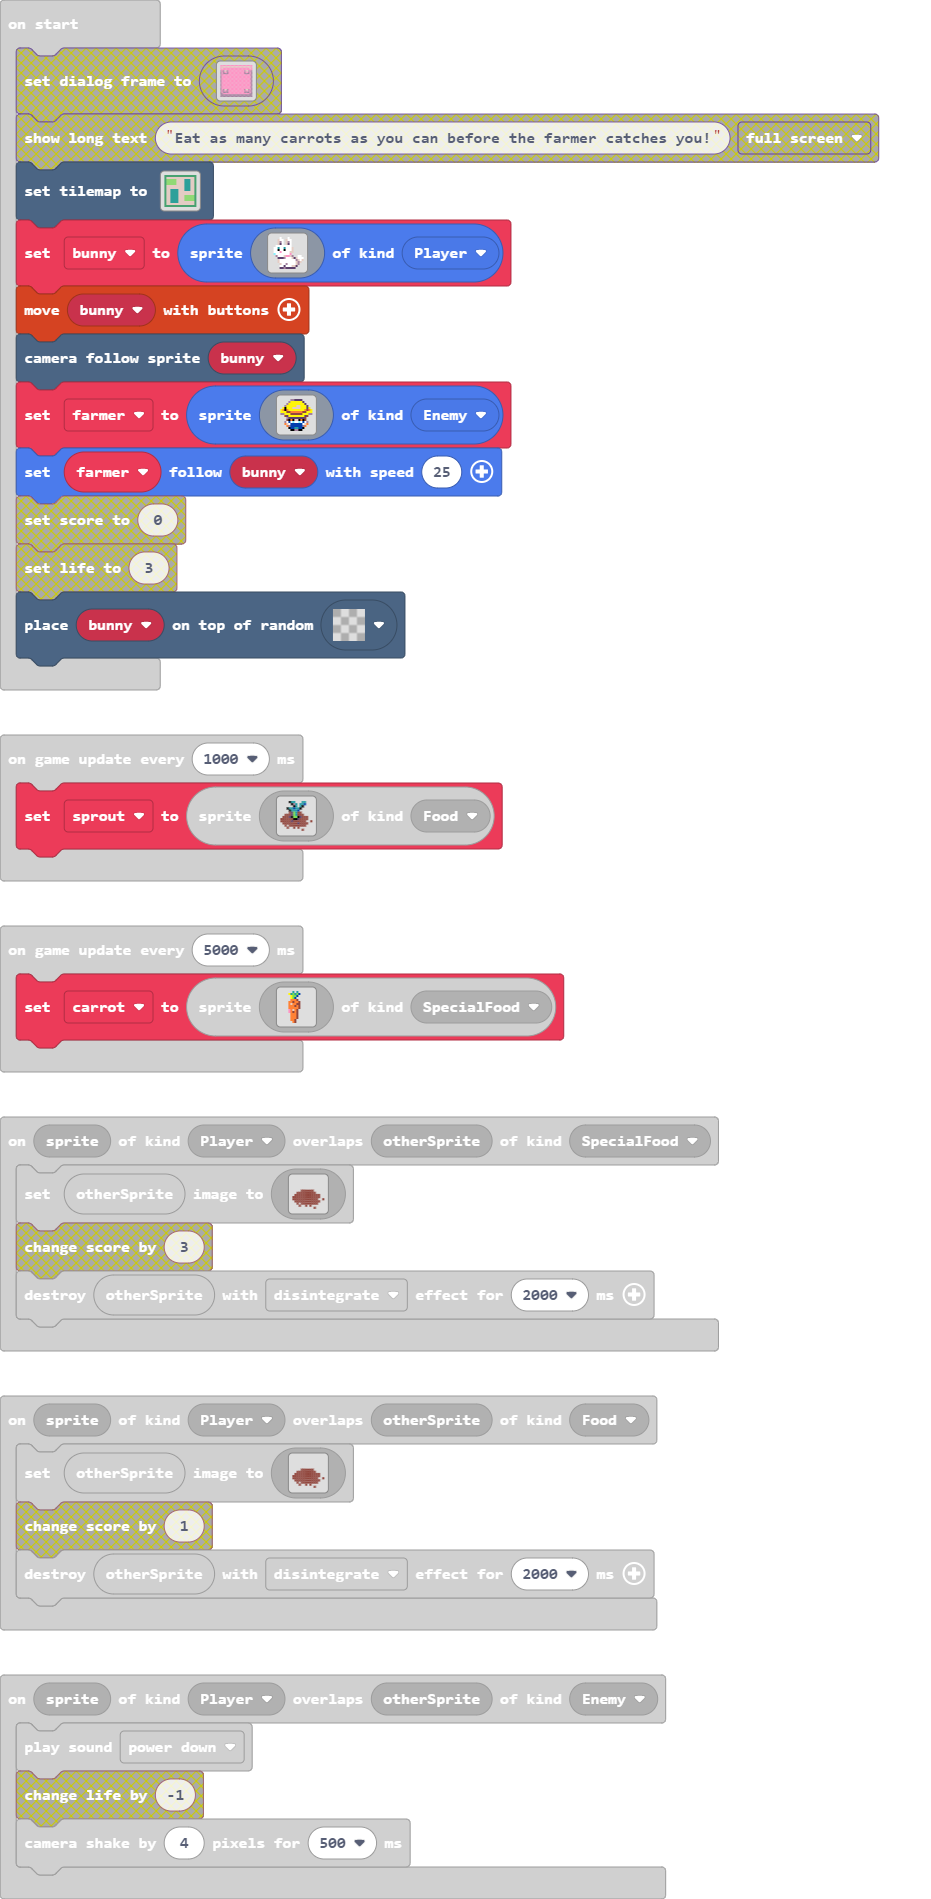 on start
set dialog frame to
show long text "Eat as many carrots as you can before the farmer catches you!" full screen
set tilemap to
set bunny to sprite of kind Player
move bunny with buttons
camera follow sprite bunny
set farmer to sprite of kind Enemy
set farmer follow bunny with speed 25
set score to 0
set life to 3
place bunny on top of random
on game update every 1000 ms
set sprout to sprite of kind Food
on game update every 5000 ms
set carrot to sprite of kind SpecialFood
on sprite of kind Player overlaps otherSprite of kind SpecialFood
set otherSprite image to
change score by 3
destroy otherSprite with disintegrate effect for 2000 ms
on sprite of kind Player overlaps otherSprite of kind Food
set otherSprite image to
change score by 1
destroy otherSprite with disintegrate effect for 2000 ms
on sprite of kind Player overlaps otherSprite of kind Enemy
play sound power down
change life by -1
camera shake by 4 pixels for 500 ms